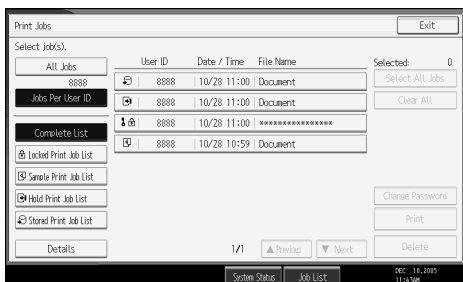 Print Jobs
Exit
Select job(s).
All Jobs
8888
Jobs Per User ID
Complete List
Locked Print Job List
Sample Print Job List
Hold Print Job List
Stored Print Job List
Details
User ID Date / Time File Name
8888 10/28 11:00 Document
8888 10/28 11:00 Document
8888 10/28 11:00 ****************
8888 10/28 10:59 Document
1/1 ▲ Previous ▼ Next
Selected: 0
Select All Jobs
Clear All
Change Password
Print
Delete
System Status Job List
DEC 10,2005
11:43AM